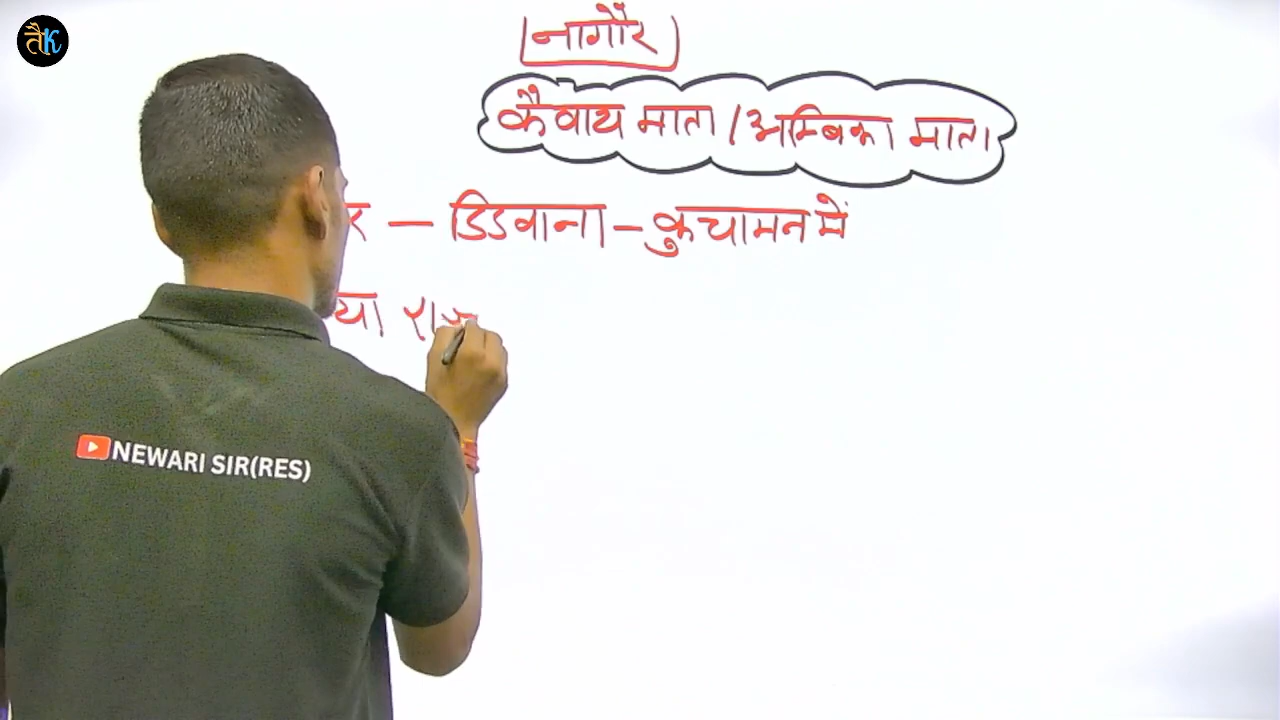 तैK
नागौर
कैवाय माता / अम्बिका माता
र – डिडवाना – कुचामन में
या
NEWARI SIR(RES)